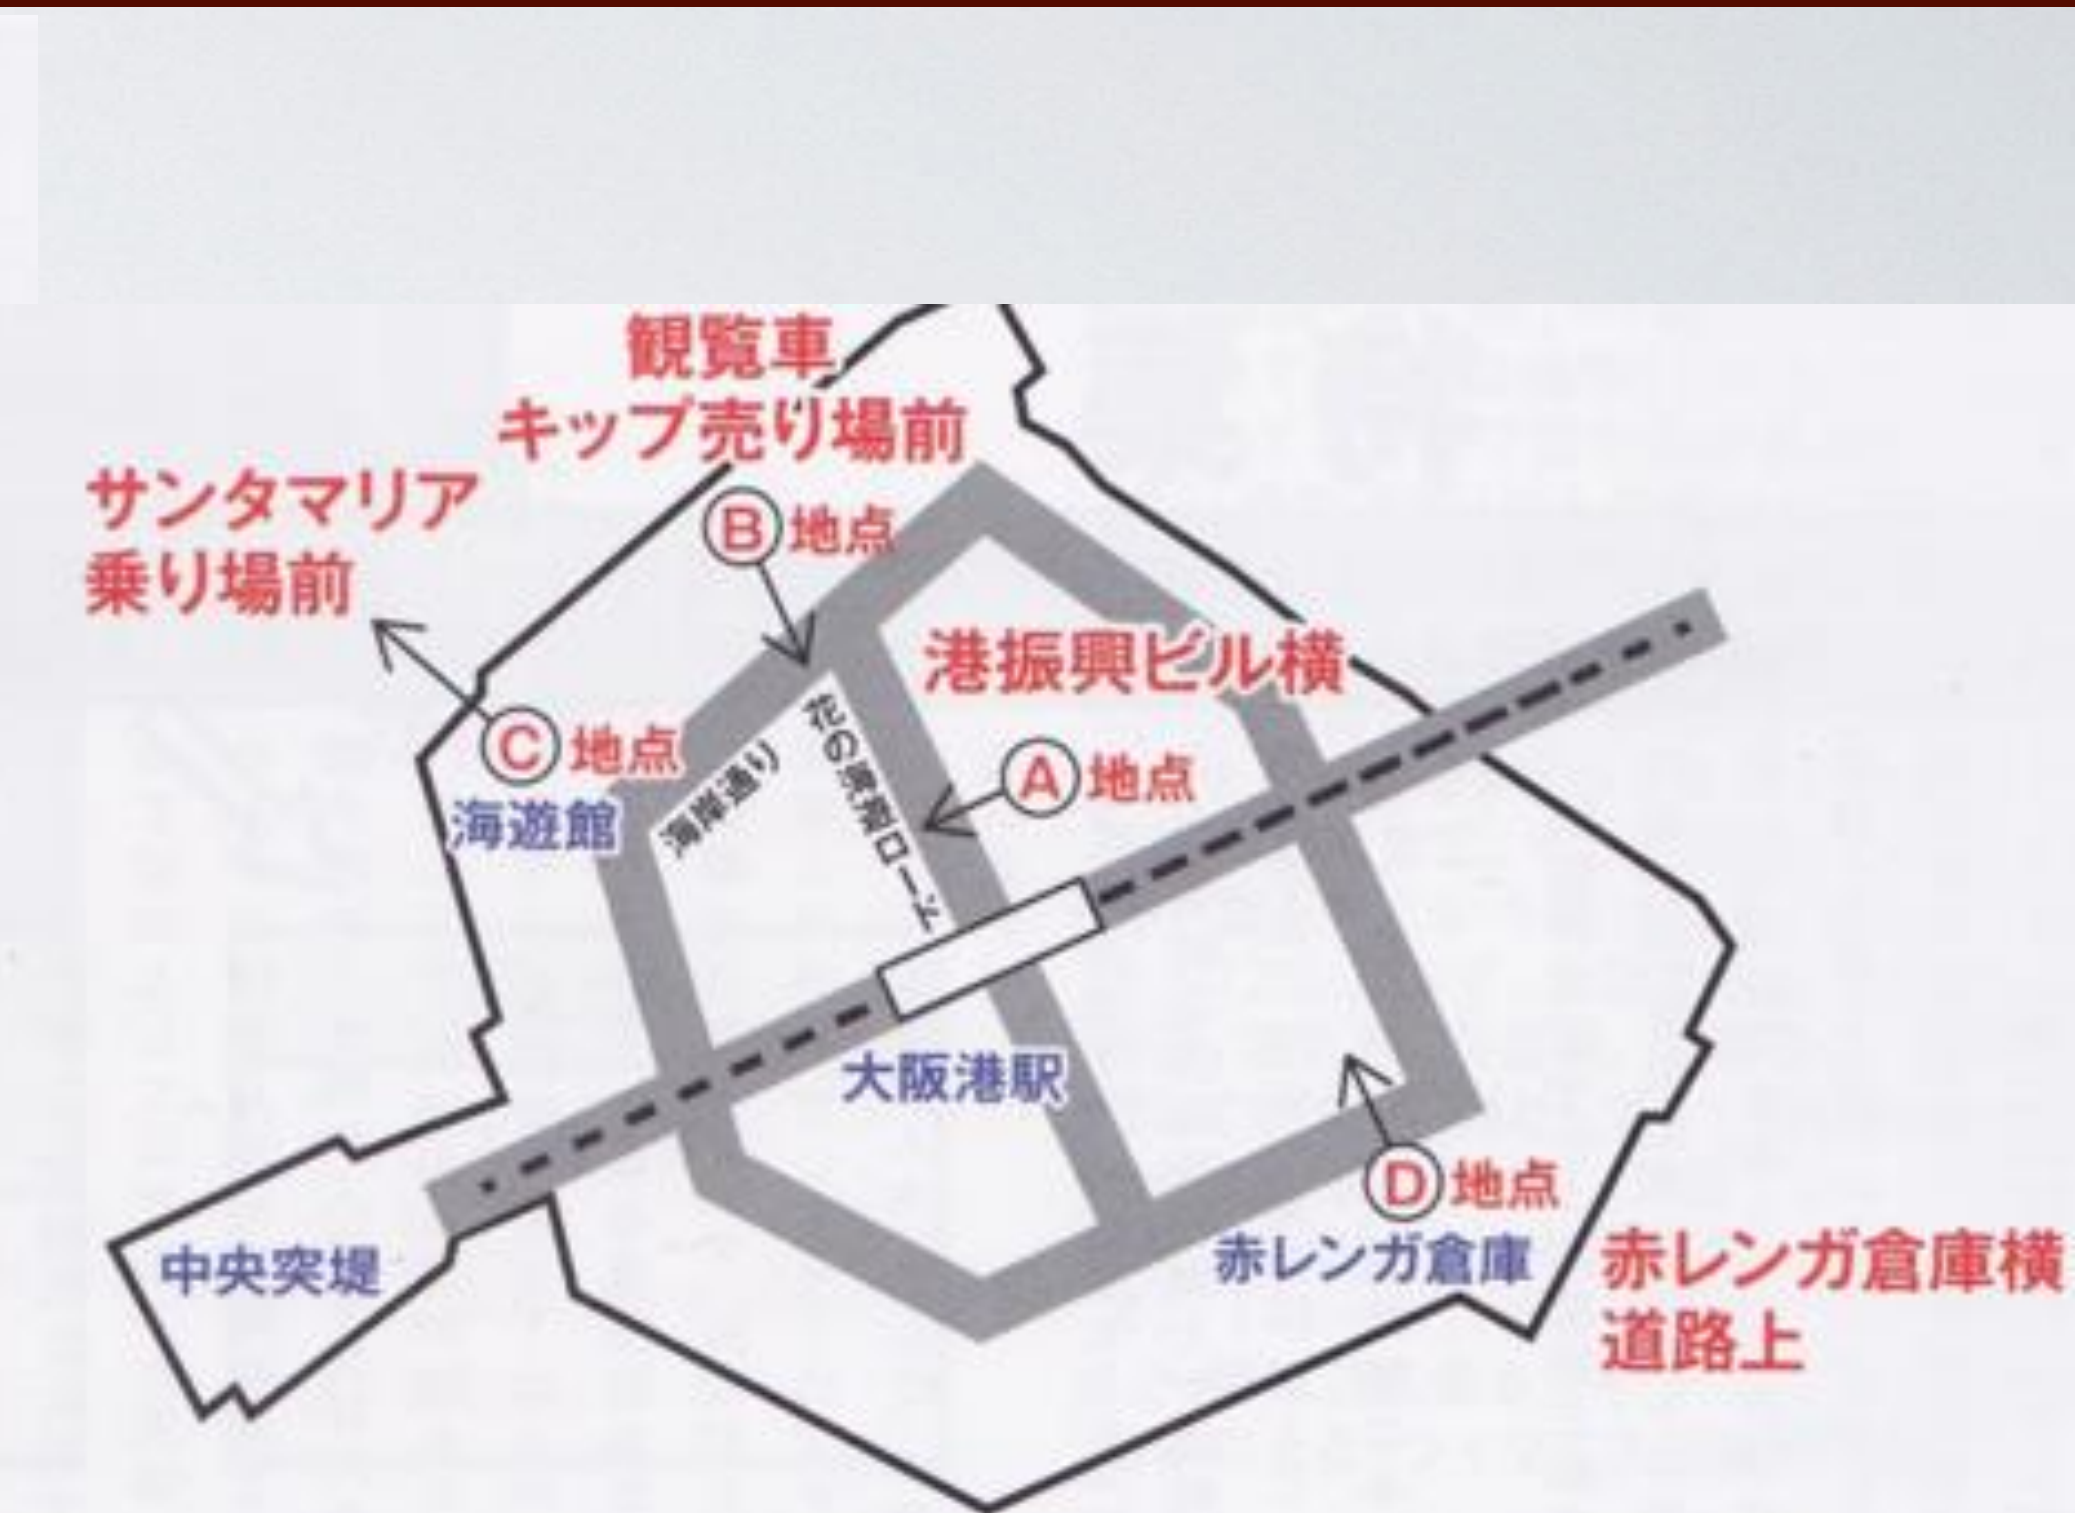 観覧車
キップ売り場前
サンタマリア
乗り場前
B 地点
港振興ビル横
C 地点
A 地点
海遊館
海岸通り
花の海遊ロード
大阪港駅
D 地点
中央突堤
赤レンガ倉庫
赤レンガ倉庫横
道路上